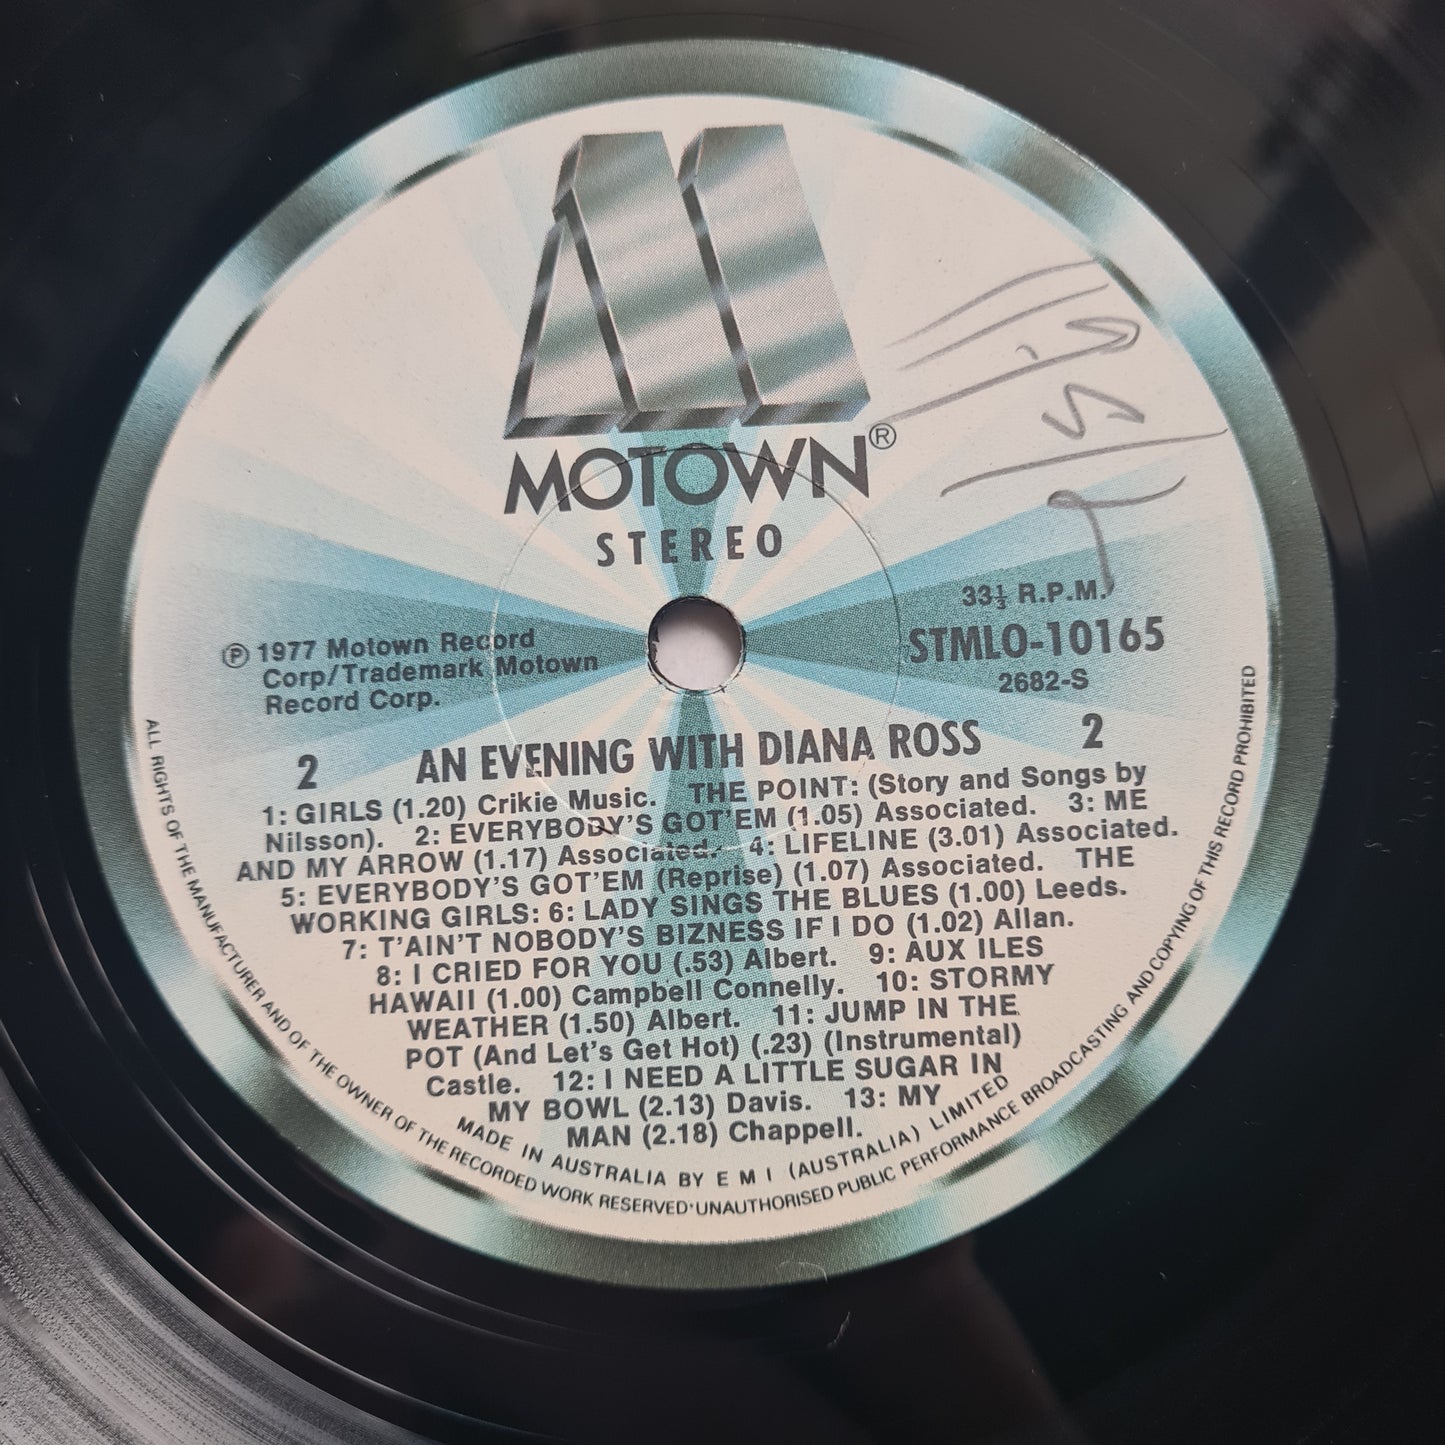 MOTOWN®
STEREO
33⅓ R.P.M.
STMLO-10165
2682-S
℗ 1977 Motown Record
Corp/Trademark Motown
Record Corp.
2 AN EVENING WITH DIANA ROSS 2
1: GIRLS (1.20) Crikie Music. THE POINT: (Story and Songs by
Nilsson). 2: EVERYBODY'S GOT'EM (1.05) Associated. 3: ME
AND MY ARROW (1.17) Associated. 4: LIFELINE (3.01) Associated.
5: EVERYBODY'S GOT'EM (Reprise) (1.07) Associated. THE
WORKING GIRLS: 6: LADY SINGS THE BLUES (1.00) Leeds.
7: T'AIN'T NOBODY'S BIZNESS IF I DO (1.02) Allan.
8: I CRIED FOR YOU (.53) Albert. 9: AUX ILES
HAWAII (1.00) Campbell Connelly. 10: STORMY
WEATHER (1.50) Albert. 11: JUMP IN THE
POT (And Let's Get Hot) (.23) (Instrumental)
Castle. 12: I NEED A LITTLE SUGAR IN
MY BOWL (2.13) Davis. 13: MY
MAN (2.18) Chappell.
MADE IN AUSTRALIA BY E M I (AUSTRALIA) LIMITED
ALL RIGHTS OF THE MANUFACTURER AND OF THE OWNER OF THE RECORDED WORK RESERVED·UNAUTHORISED PUBLIC PERFORMANCE BROADCASTING AND COPYING OF THIS RECORD PROHIBITED